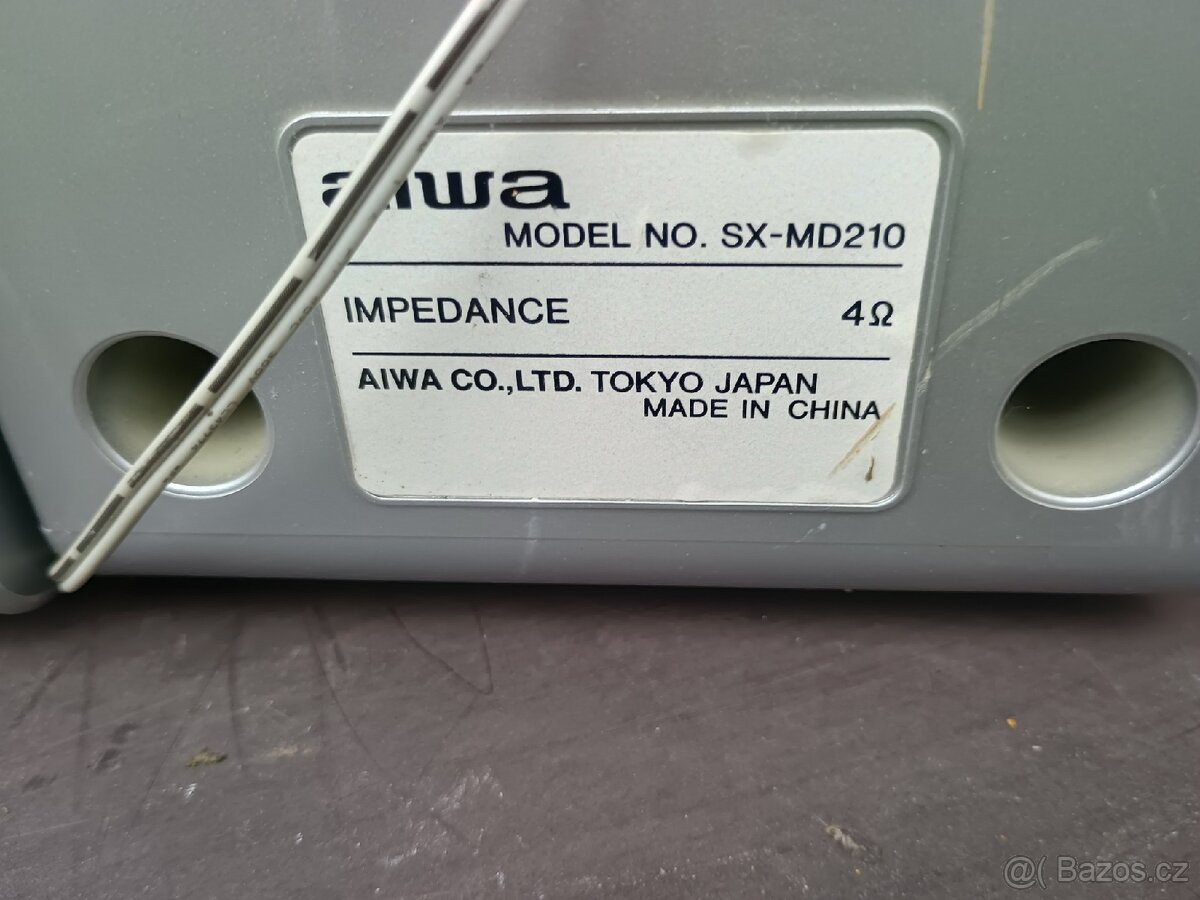 aiwa
MODEL NO. SX-MD210
IMPEDANCE 4Ω
AIWA CO.,LTD. TOKYO JAPAN
MADE IN CHINA
@( Bazos.cz